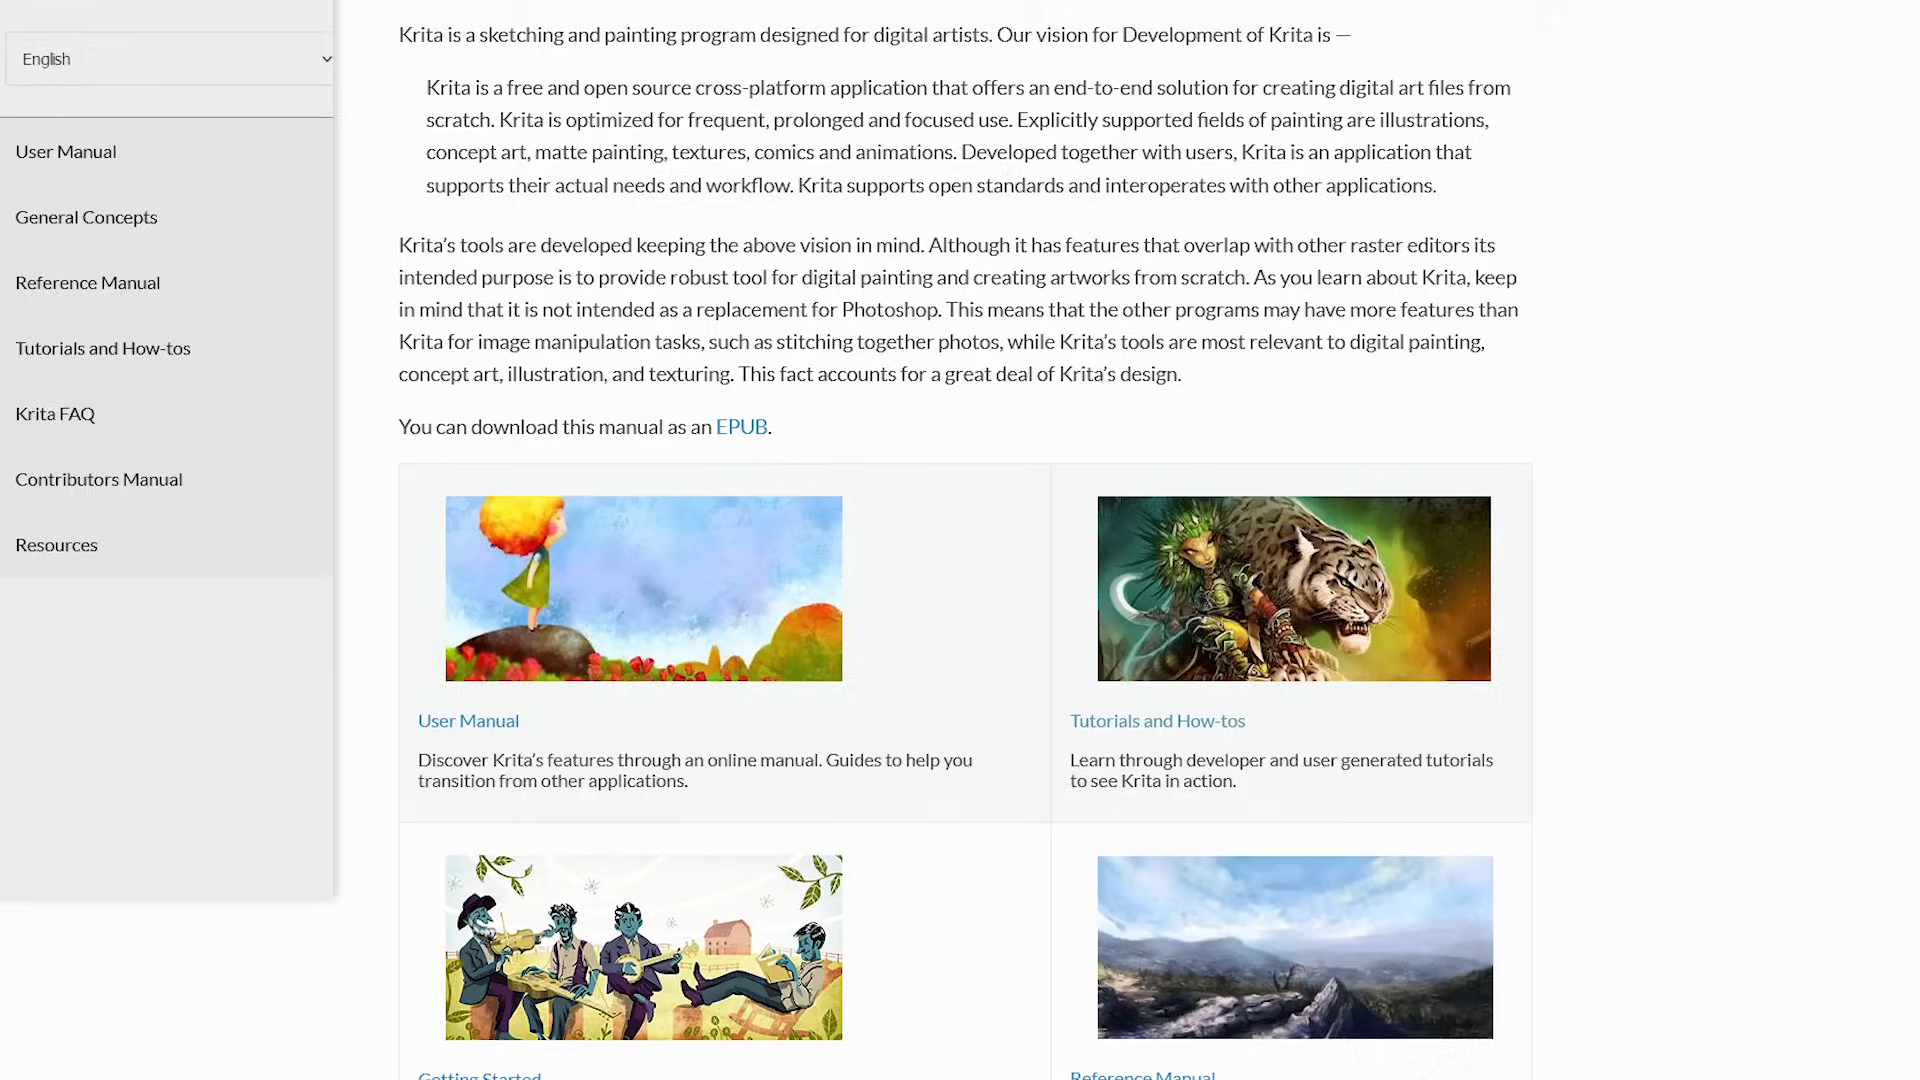 English
User Manual
General Concepts
Reference Manual
Tutorials and How-tos
Krita FAQ
Contributors Manual
Resources
Krita is a sketching and painting program designed for digital artists. Our vision for Development of Krita is —
Krita is a free and open source cross-platform application that offers an end-to-end solution for creating digital art files from
scratch. Krita is optimized for frequent, prolonged and focused use. Explicitly supported fields of painting are illustrations,
concept art, matte painting, textures, comics and animations. Developed together with users, Krita is an application that
supports their actual needs and workflow. Krita supports open standards and interoperates with other applications.
Krita’s tools are developed keeping the above vision in mind. Although it has features that overlap with other raster editors its
intended purpose is to provide robust tool for digital painting and creating artworks from scratch. As you learn about Krita, keep
in mind that it is not intended as a replacement for Photoshop. This means that the other programs may have more features than
Krita for image manipulation tasks, such as stitching together photos, while Krita’s tools are most relevant to digital painting,
concept art, illustration, and texturing. This fact accounts for a great deal of Krita’s design.
You can download this manual as an EPUB.
User Manual
Discover Krita’s features through an online manual. Guides to help you
transition from other applications.
Tutorials and How-tos
Learn through developer and user generated tutorials
to see Krita in action.
Getting Started
Reference Manual